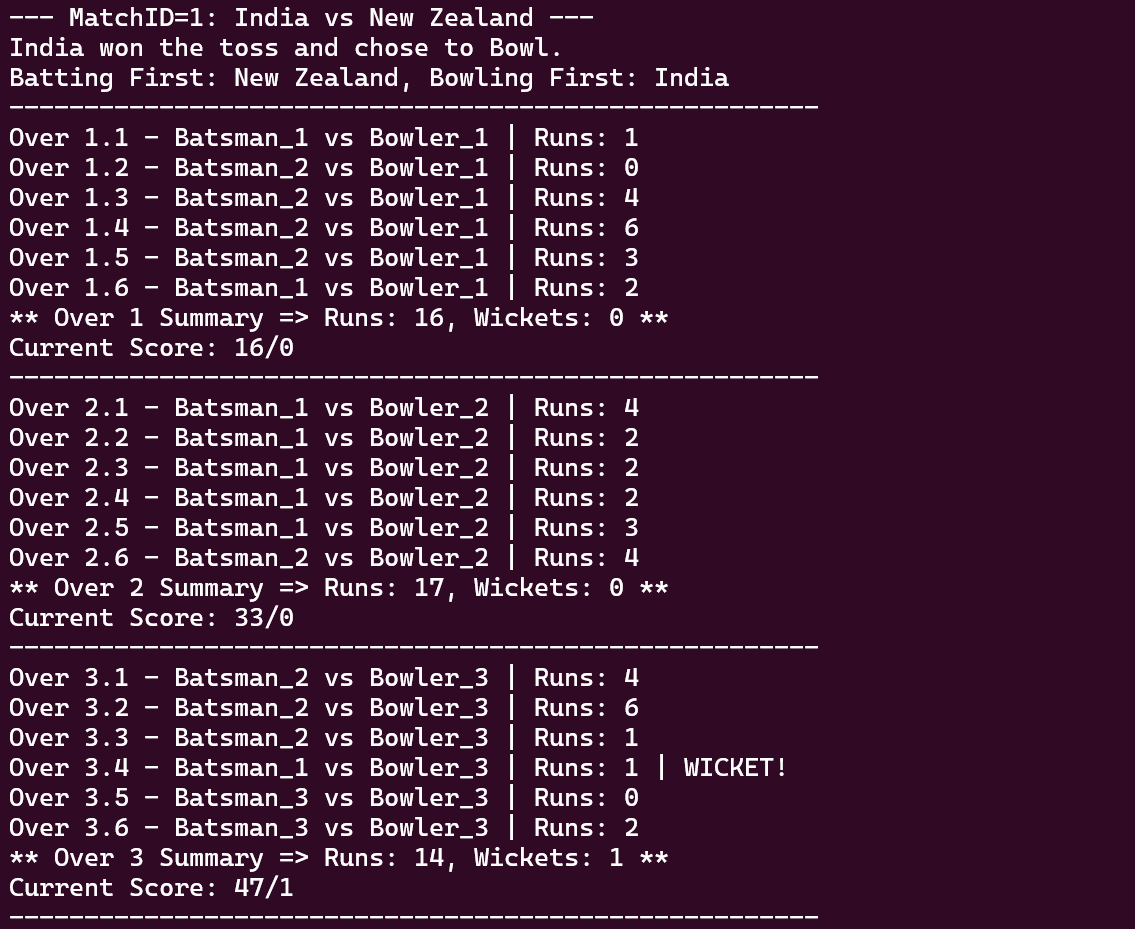 --- MatchID=1: India vs New Zealand ---
India won the toss and chose to Bowl.
Batting First: New Zealand, Bowling First: India
------------------------------------------------------
Over 1.1 - Batsman_1 vs Bowler_1 | Runs: 1
Over 1.2 - Batsman_2 vs Bowler_1 | Runs: 0
Over 1.3 - Batsman_2 vs Bowler_1 | Runs: 4
Over 1.4 - Batsman_2 vs Bowler_1 | Runs: 6
Over 1.5 - Batsman_2 vs Bowler_1 | Runs: 3
Over 1.6 - Batsman_1 vs Bowler_1 | Runs: 2
** Over 1 Summary => Runs: 16, Wickets: 0 **
Current Score: 16/0
------------------------------------------------------
Over 2.1 - Batsman_1 vs Bowler_2 | Runs: 4
Over 2.2 - Batsman_1 vs Bowler_2 | Runs: 2
Over 2.3 - Batsman_1 vs Bowler_2 | Runs: 2
Over 2.4 - Batsman_1 vs Bowler_2 | Runs: 2
Over 2.5 - Batsman_1 vs Bowler_2 | Runs: 3
Over 2.6 - Batsman_2 vs Bowler_2 | Runs: 4
** Over 2 Summary => Runs: 17, Wickets: 0 **
Current Score: 33/0
------------------------------------------------------
Over 3.1 - Batsman_2 vs Bowler_3 | Runs: 4
Over 3.2 - Batsman_2 vs Bowler_3 | Runs: 6
Over 3.3 - Batsman_2 vs Bowler_3 | Runs: 1
Over 3.4 - Batsman_1 vs Bowler_3 | Runs: 1 | WICKET!
Over 3.5 - Batsman_3 vs Bowler_3 | Runs: 0
Over 3.6 - Batsman_3 vs Bowler_3 | Runs: 2
** Over 3 Summary => Runs: 14, Wickets: 1 **
Current Score: 47/1
------------------------------------------------------